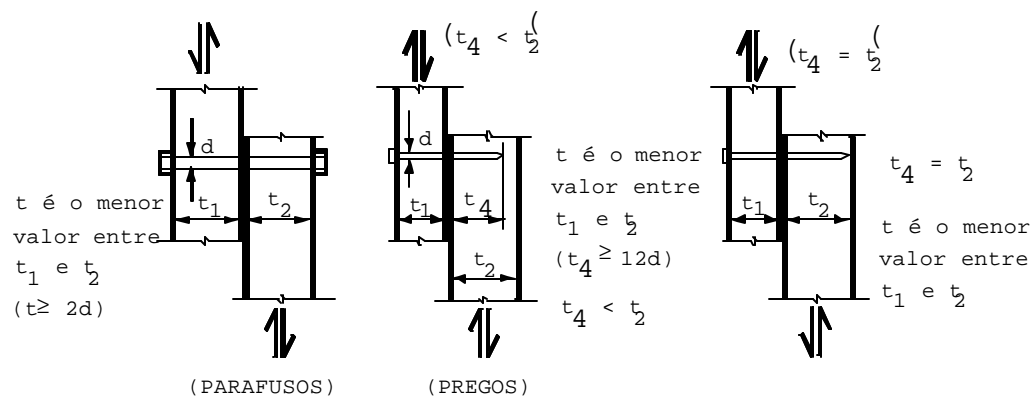 (t4 < t2(
(t4 = t2(
d
d
t é o menor
valor entre
t1 e t2
(t≥ 2d)
t1
t2
t1
t4
t2
t é o menor
valor entre
t1 e t2
(t4 ≥ 12d)
t4 < t2
t1
t2
t4 = t2
t é o menor
valor entre
t1 e t2
(PARAFUSOS)
(PREGOS)